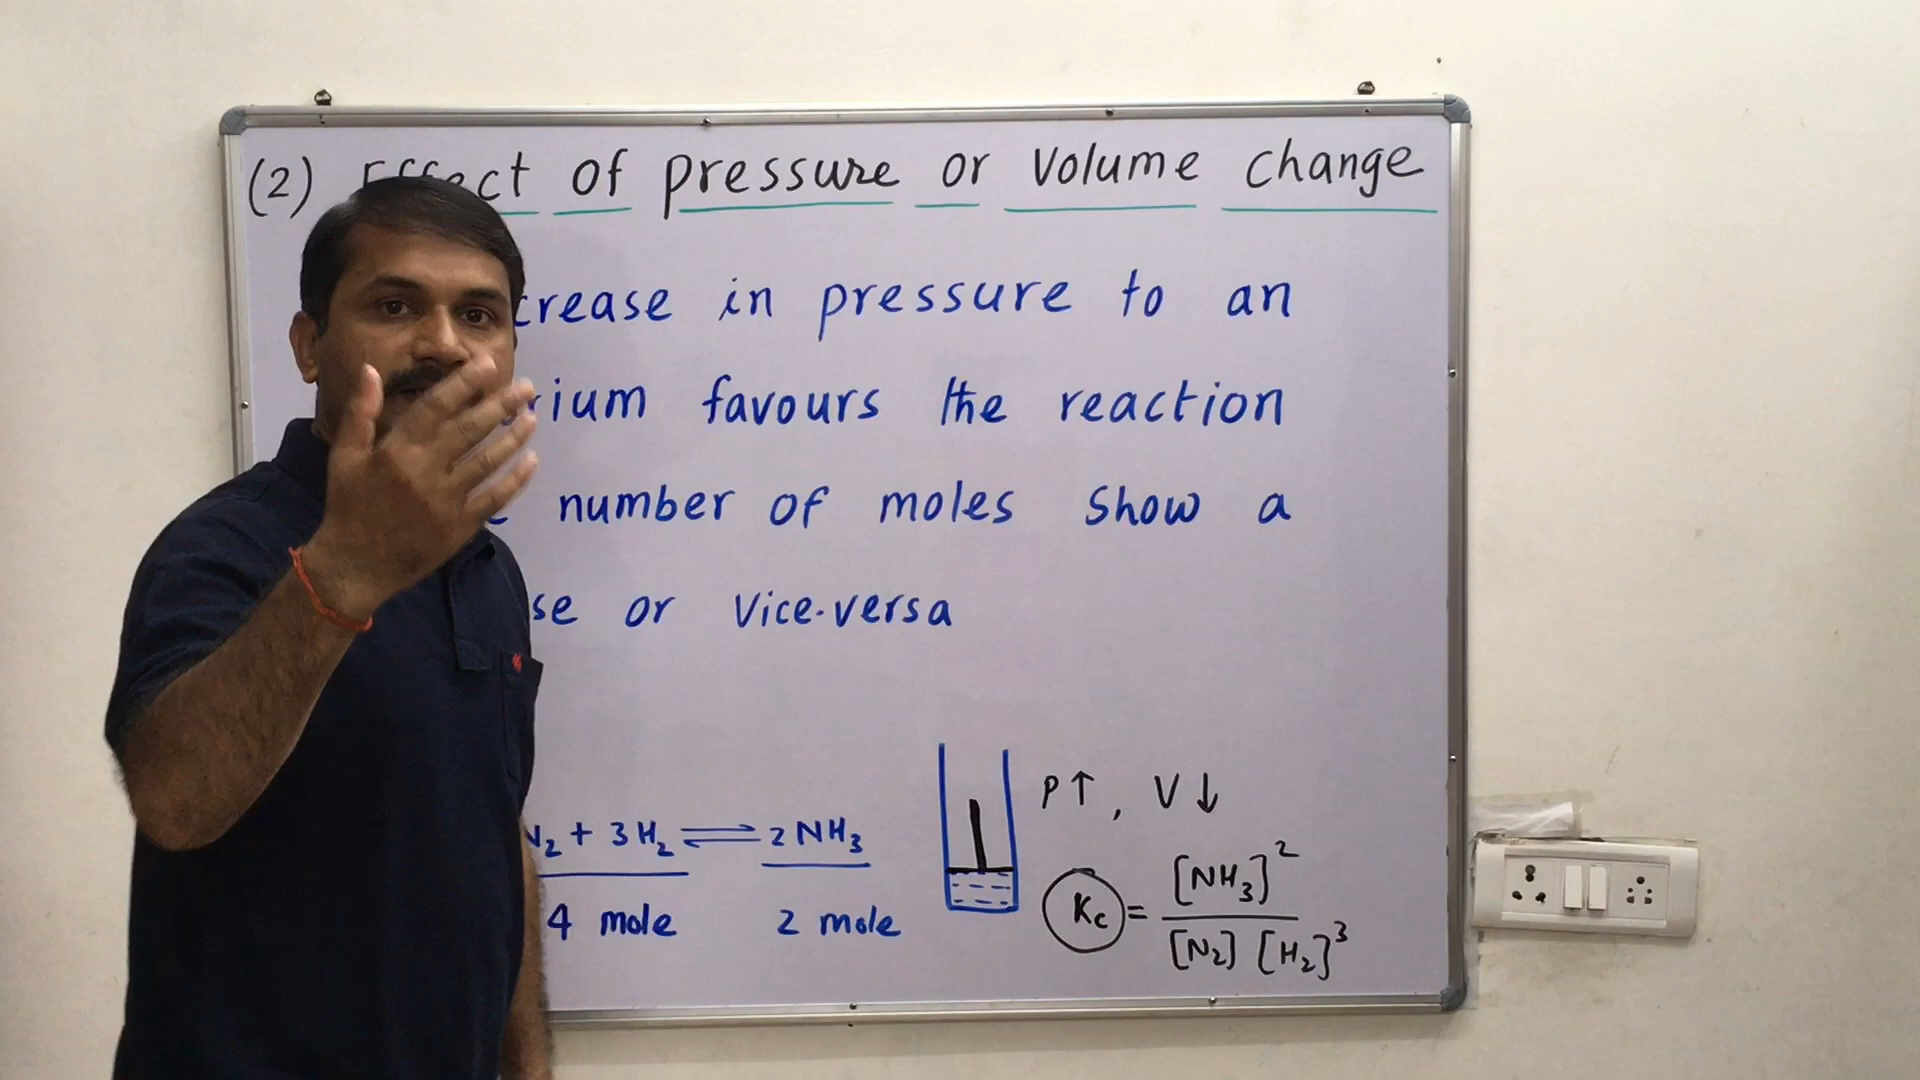 (2) Effect of pressure or volume change
crease in pressure to an
rium favours the reaction
number of moles show a
se or vice-versa
N₂ + 3H₂ ⇌ 2NH₃
4 mole 2 mole
P↑, V↓
Kc = [NH₃]² / [N₂] [H₂]³